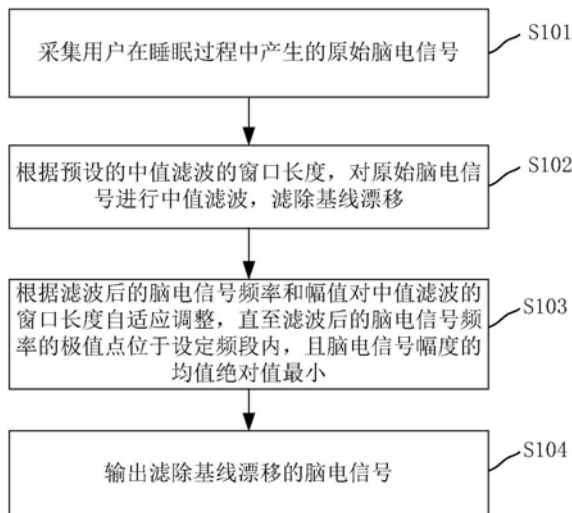 采集用户在睡眠过程中产生的原始脑电信号
S101
根据预设的中值滤波的窗口长度，对原始脑电信
号进行中值滤波，滤除基线漂移
S102
根据滤波后的脑电信号频率和幅值对中值滤波的
窗口长度自适应调整，直至滤波后的脑电信号频
率的极值点位于设定频段内，且脑电信号幅度的
均值绝对值最小
S103
输出滤除基线漂移的脑电信号
S104